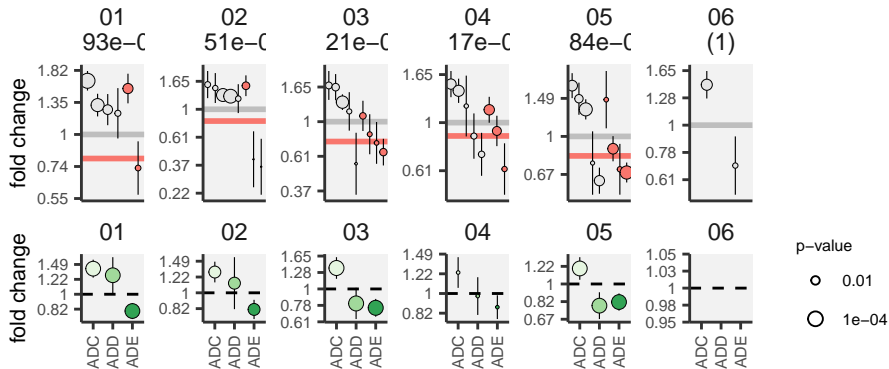 01 02 03 04 05 06
93e−0 51e−0 21e−0 17e−0 84e−0 (1)
fold change
1.82 1.35 1 0.74 0.55
1.65 1 0.61 0.37 0.22
1.65 1 0.61 0.37
1.65 1 0.61
1.49 1 0.67
1.65 1.28 1 0.78 0.61
01 02 03 04 05 06
fold change
1.49 1.22 1 0.82
2.22 1.49 1 0.82
1.65 1.28 1 0.78 0.61
1.49 1.22 1 0.82
1.22 1 0.82 0.67
1.05 1.03 1 0.98 0.95
ADC ADD ADE
ADC ADD ADE
ADC ADD ADE
ADC ADD ADE
ADC ADD ADE
ADC ADD ADE
p−value
0.01
1e−04